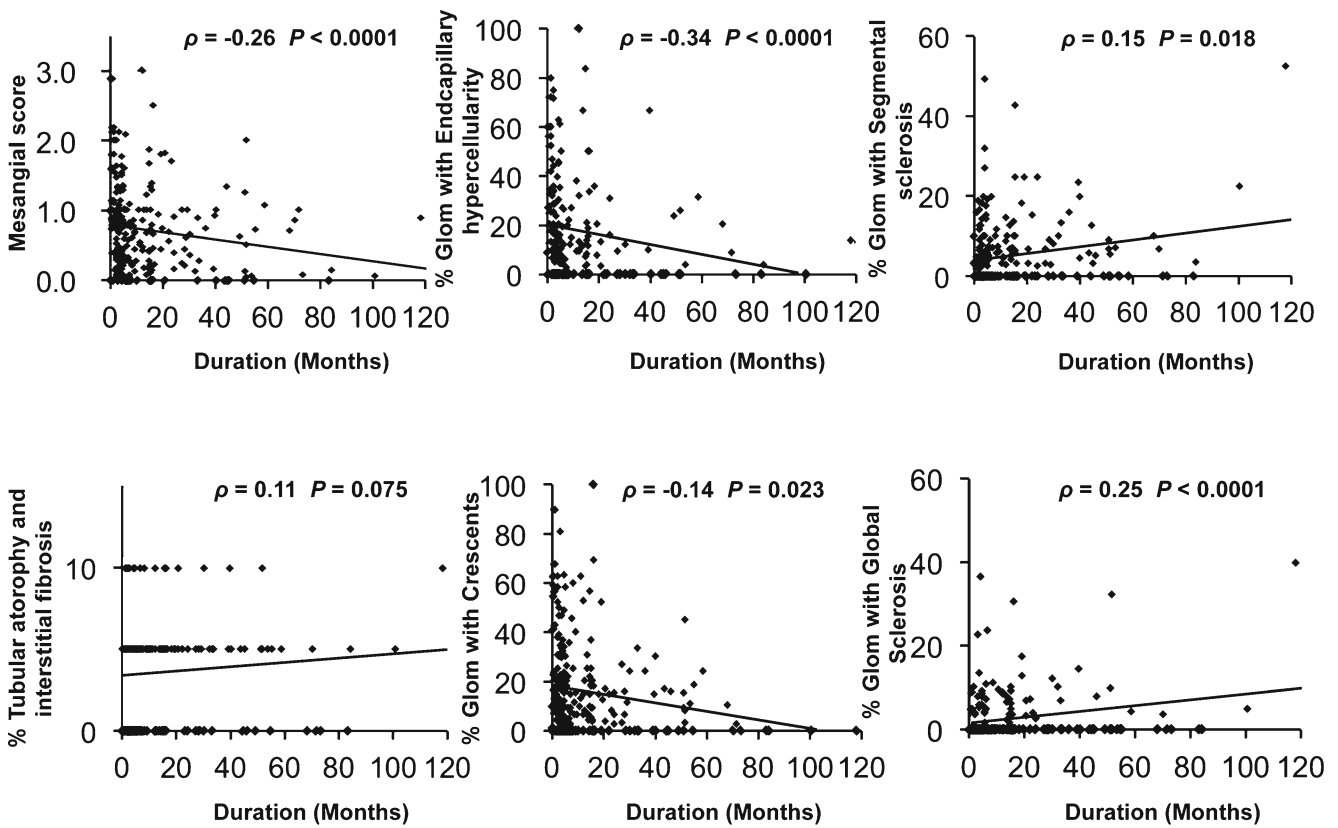 ρ = -0.26 P < 0.0001
Mesangial score
3.0
2.0
1.0
0.0
0 20 40 60 80 100 120
Duration (Months)
ρ = -0.34 P < 0.0001
% Glom with Endcapillary
hypercellularity
100
80
60
40
20
0
0 20 40 60 80 100 120
Duration (Months)
ρ = 0.15 P = 0.018
% Glom with Segmental
sclerosis
60
40
20
0
0 20 40 60 80 100 120
Duration (Months)
ρ = 0.11 P = 0.075
% Tubular atorophy and
interstitial fibrosis
10
0
0 20 40 60 80 100 120
Duration (Months)
ρ = -0.14 P = 0.023
% Glom with Crescents
100
80
60
40
20
0
0 20 40 60 80 100 120
Duration (Months)
ρ = 0.25 P < 0.0001
% Glom with Global
Sclerosis
60
40
20
0
0 20 40 60 80 100 120
Duration (Months)